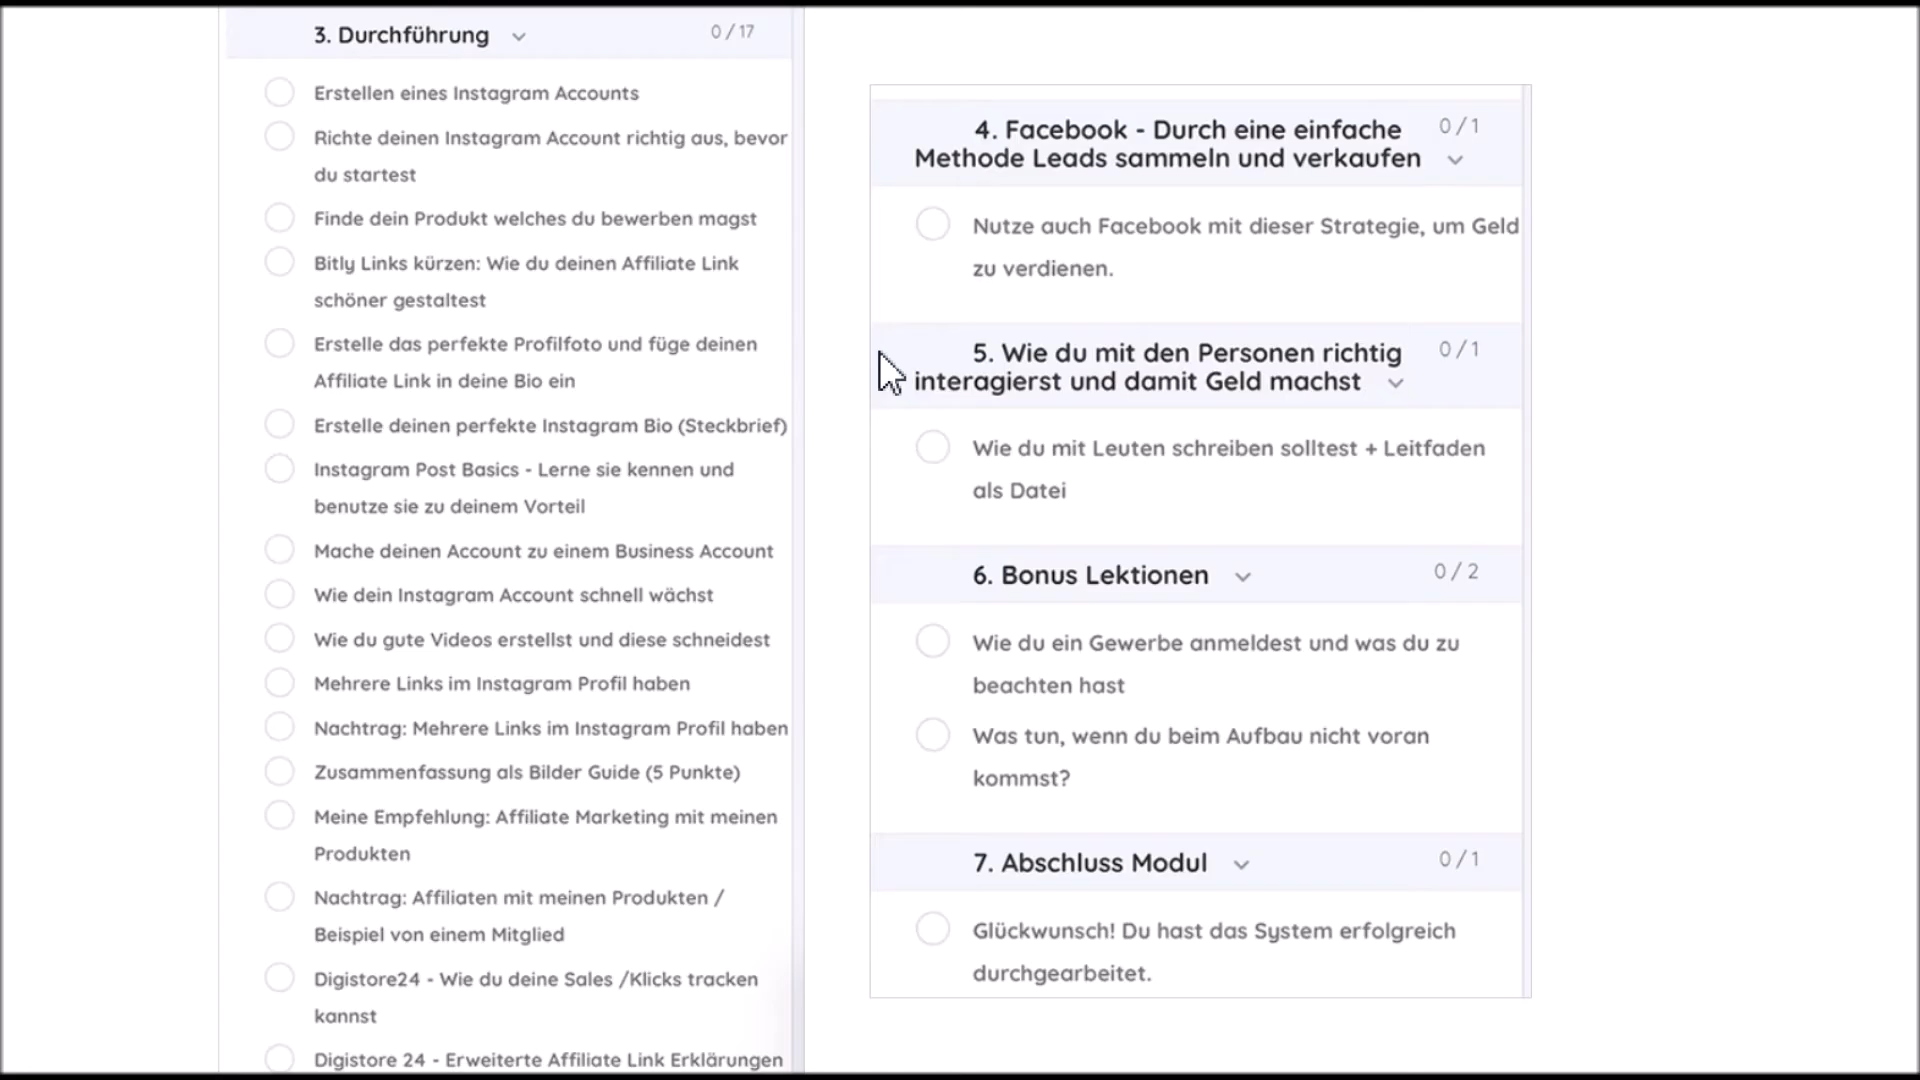 3. Durchführung
0 / 17
Erstellen eines Instagram Accounts
Richte deinen Instagram Account richtig aus, bevor
du startest
Finde dein Produkt welches du bewerben magst
Bitly Links kürzen: Wie du deinen Affiliate Link
schöner gestaltest
Erstelle das perfekte Profilfoto und füge deinen
Affiliate Link in deine Bio ein
Erstelle deinen perfekte Instagram Bio (Steckbrief)
Instagram Post Basics - Lerne sie kennen und
benutze sie zu deinem Vorteil
Mache deinen Account zu einem Business Account
Wie dein Instagram Account schnell wächst
Wie du gute Videos erstellst und diese schneidest
Mehrere Links im Instagram Profil haben
Nachtrag: Mehrere Links im Instagram Profil haben
Zusammenfassung als Bilder Guide (5 Punkte)
Meine Empfehlung: Affiliate Marketing mit meinen
Produkten
Nachtrag: Affiliaten mit meinen Produkten /
Beispiel von einem Mitglied
Digistore24 - Wie du deine Sales /Klicks tracken
kannst
Digistore 24 - Erweiterte Affiliate Link Erklärungen
4. Facebook - Durch eine einfache
0 / 1
Methode Leads sammeln und verkaufen
Nutze auch Facebook mit dieser Strategie, um Geld
zu verdienen.
5. Wie du mit den Personen richtig
0 / 1
interagierst und damit Geld machst
Wie du mit Leuten schreiben solltest + Leitfaden
als Datei
6. Bonus Lektionen
0 / 2
Wie du ein Gewerbe anmeldest und was du zu
beachten hast
Was tun, wenn du beim Aufbau nicht voran
kommst?
7. Abschluss Modul
0 / 1
Glückwunsch! Du hast das System erfolgreich
durchgearbeitet.